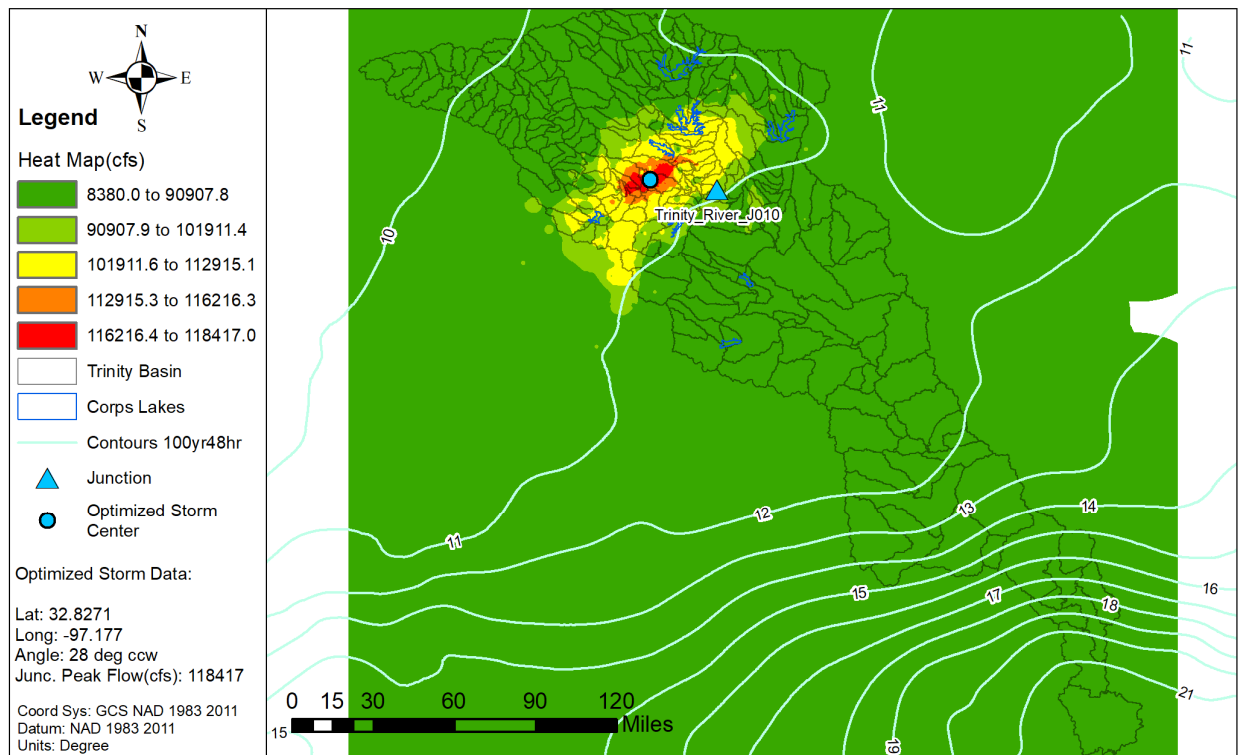 N
W E
S
Legend
Heat Map(cfs)
8380.0 to 90907.8
90907.9 to 101911.4
101911.6 to 112915.1
112915.3 to 116216.3
116216.4 to 118417.0
Trinity Basin
Corps Lakes
Contours 100yr48hr
Junction
Optimized Storm
Center
Optimized Storm Data:
Lat: 32.8271
Long: -97.177
Angle: 28 deg ccw
Junc. Peak Flow(cfs): 118417
Coord Sys: GCS NAD 1983 2011
Datum: NAD 1983 2011
Units: Degree
11
11
Trinity_River_J010
10
12
13
14
11
15
16
17
18
21
19
15
0 15 30 60 90 120
Miles